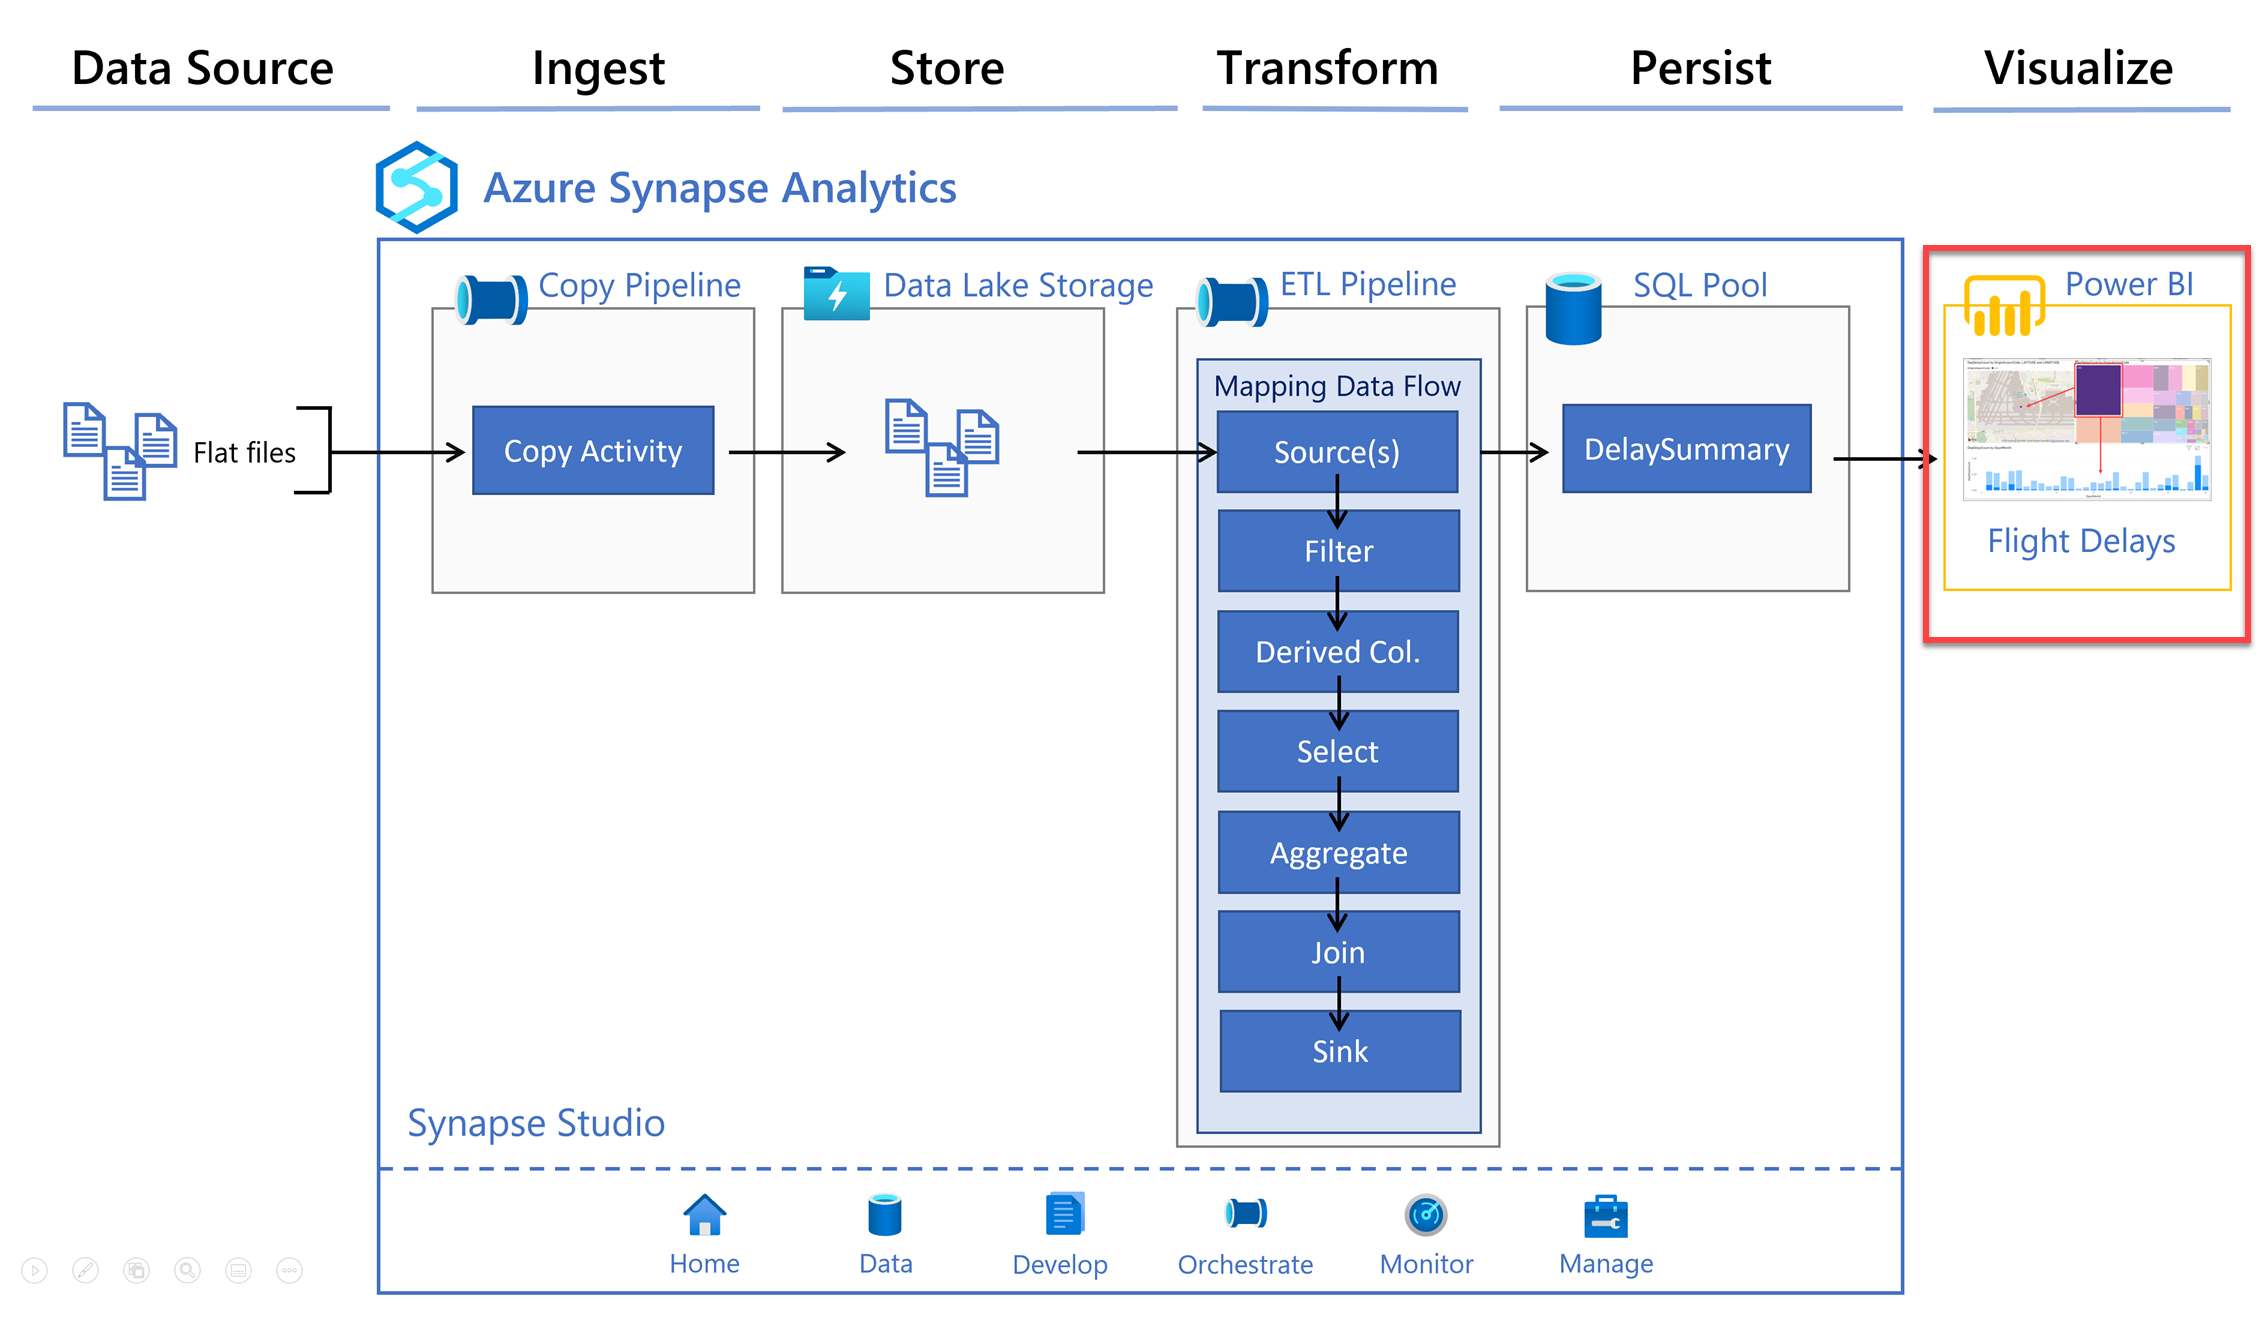 Data Source
Ingest
Store
Transform
Persist
Visualize
Azure Synapse Analytics
Copy Pipeline
Data Lake Storage
ETL Pipeline
SQL Pool
Power BI
Flat files
Copy Activity
Mapping Data Flow
Source(s)
Filter
Derived Col.
Select
Aggregate
Join
Sink
DelaySummary
Flight Delays
Synapse Studio
Home
Data
Develop
Orchestrate
Monitor
Manage